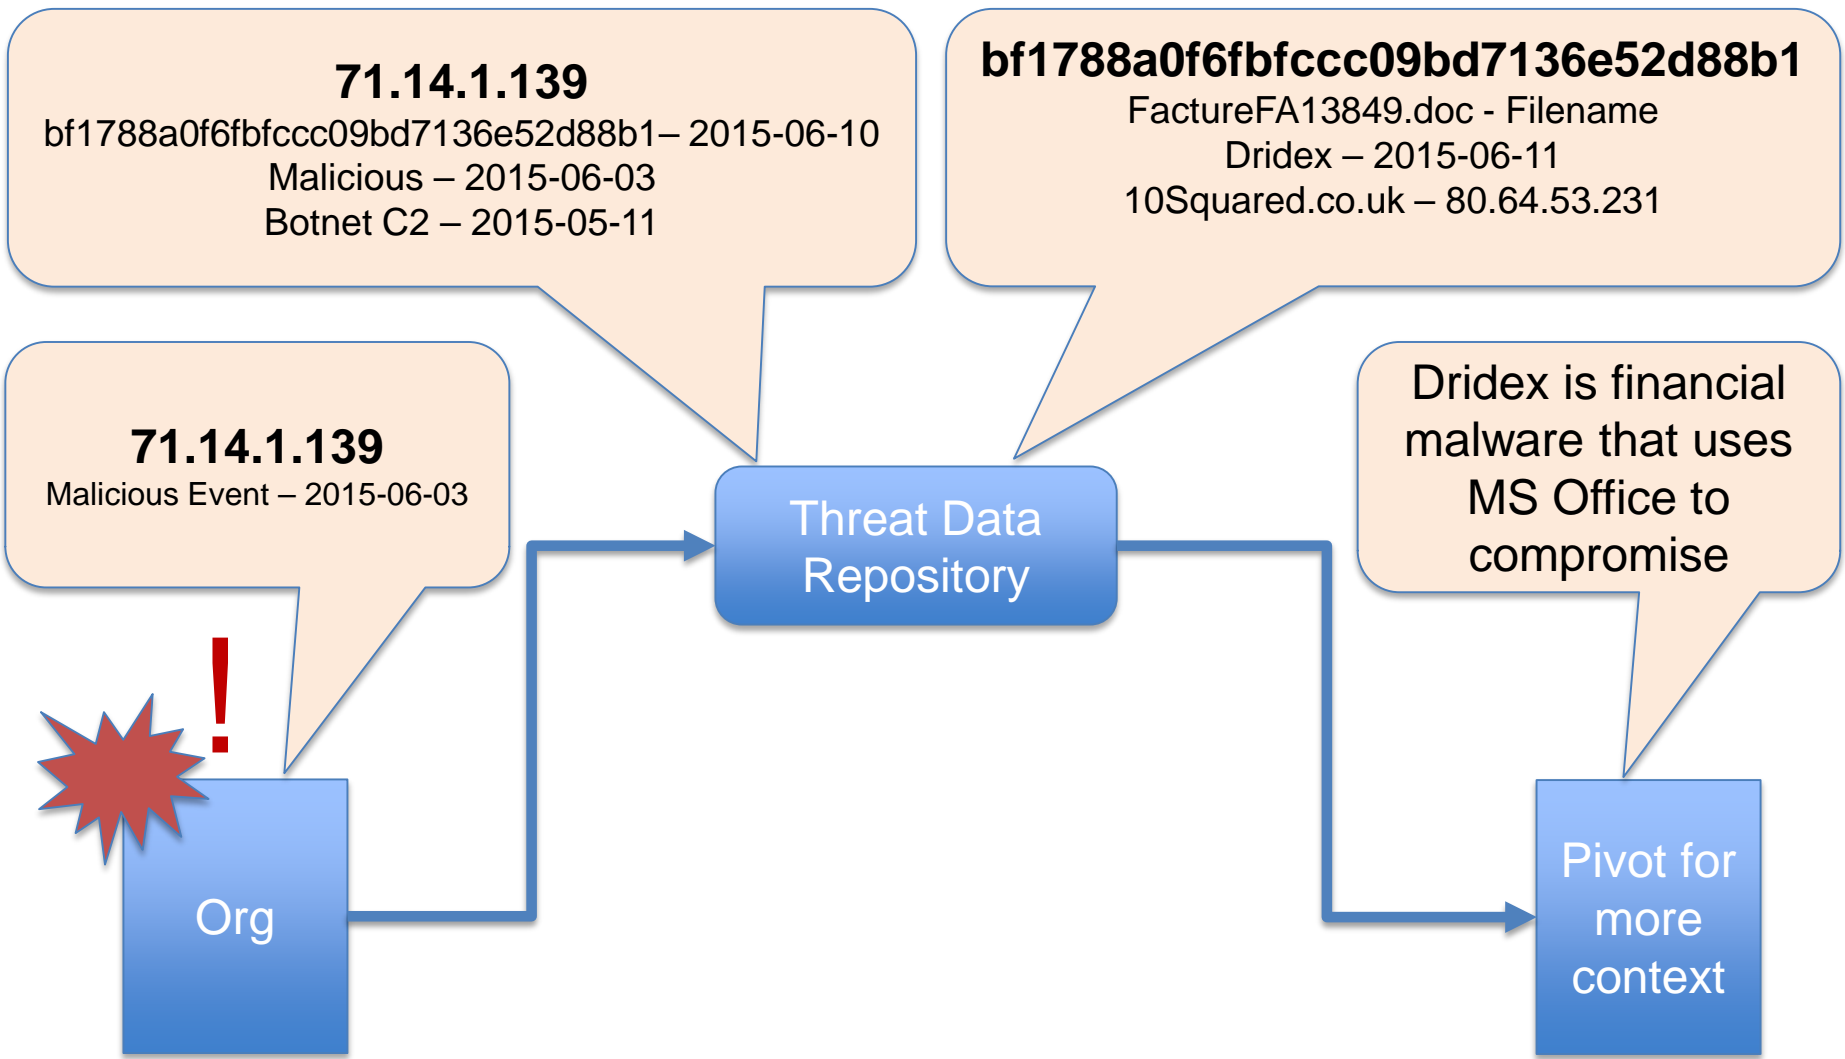 71.14.1.139
bf1788a0f6fbfccc09bd7136e52d88b1– 2015-06-10
Malicious – 2015-06-03
Botnet C2 – 2015-05-11
bf1788a0f6fbfccc09bd7136e52d88b1
FactureFA13849.doc - Filename
Dridex – 2015-06-11
10Squared.co.uk – 80.64.53.231
71.14.1.139
Malicious Event – 2015-06-03
Threat Data
Repository
Dridex is financial
malware that uses
MS Office to
compromise
!
Org
Pivot for
more
context